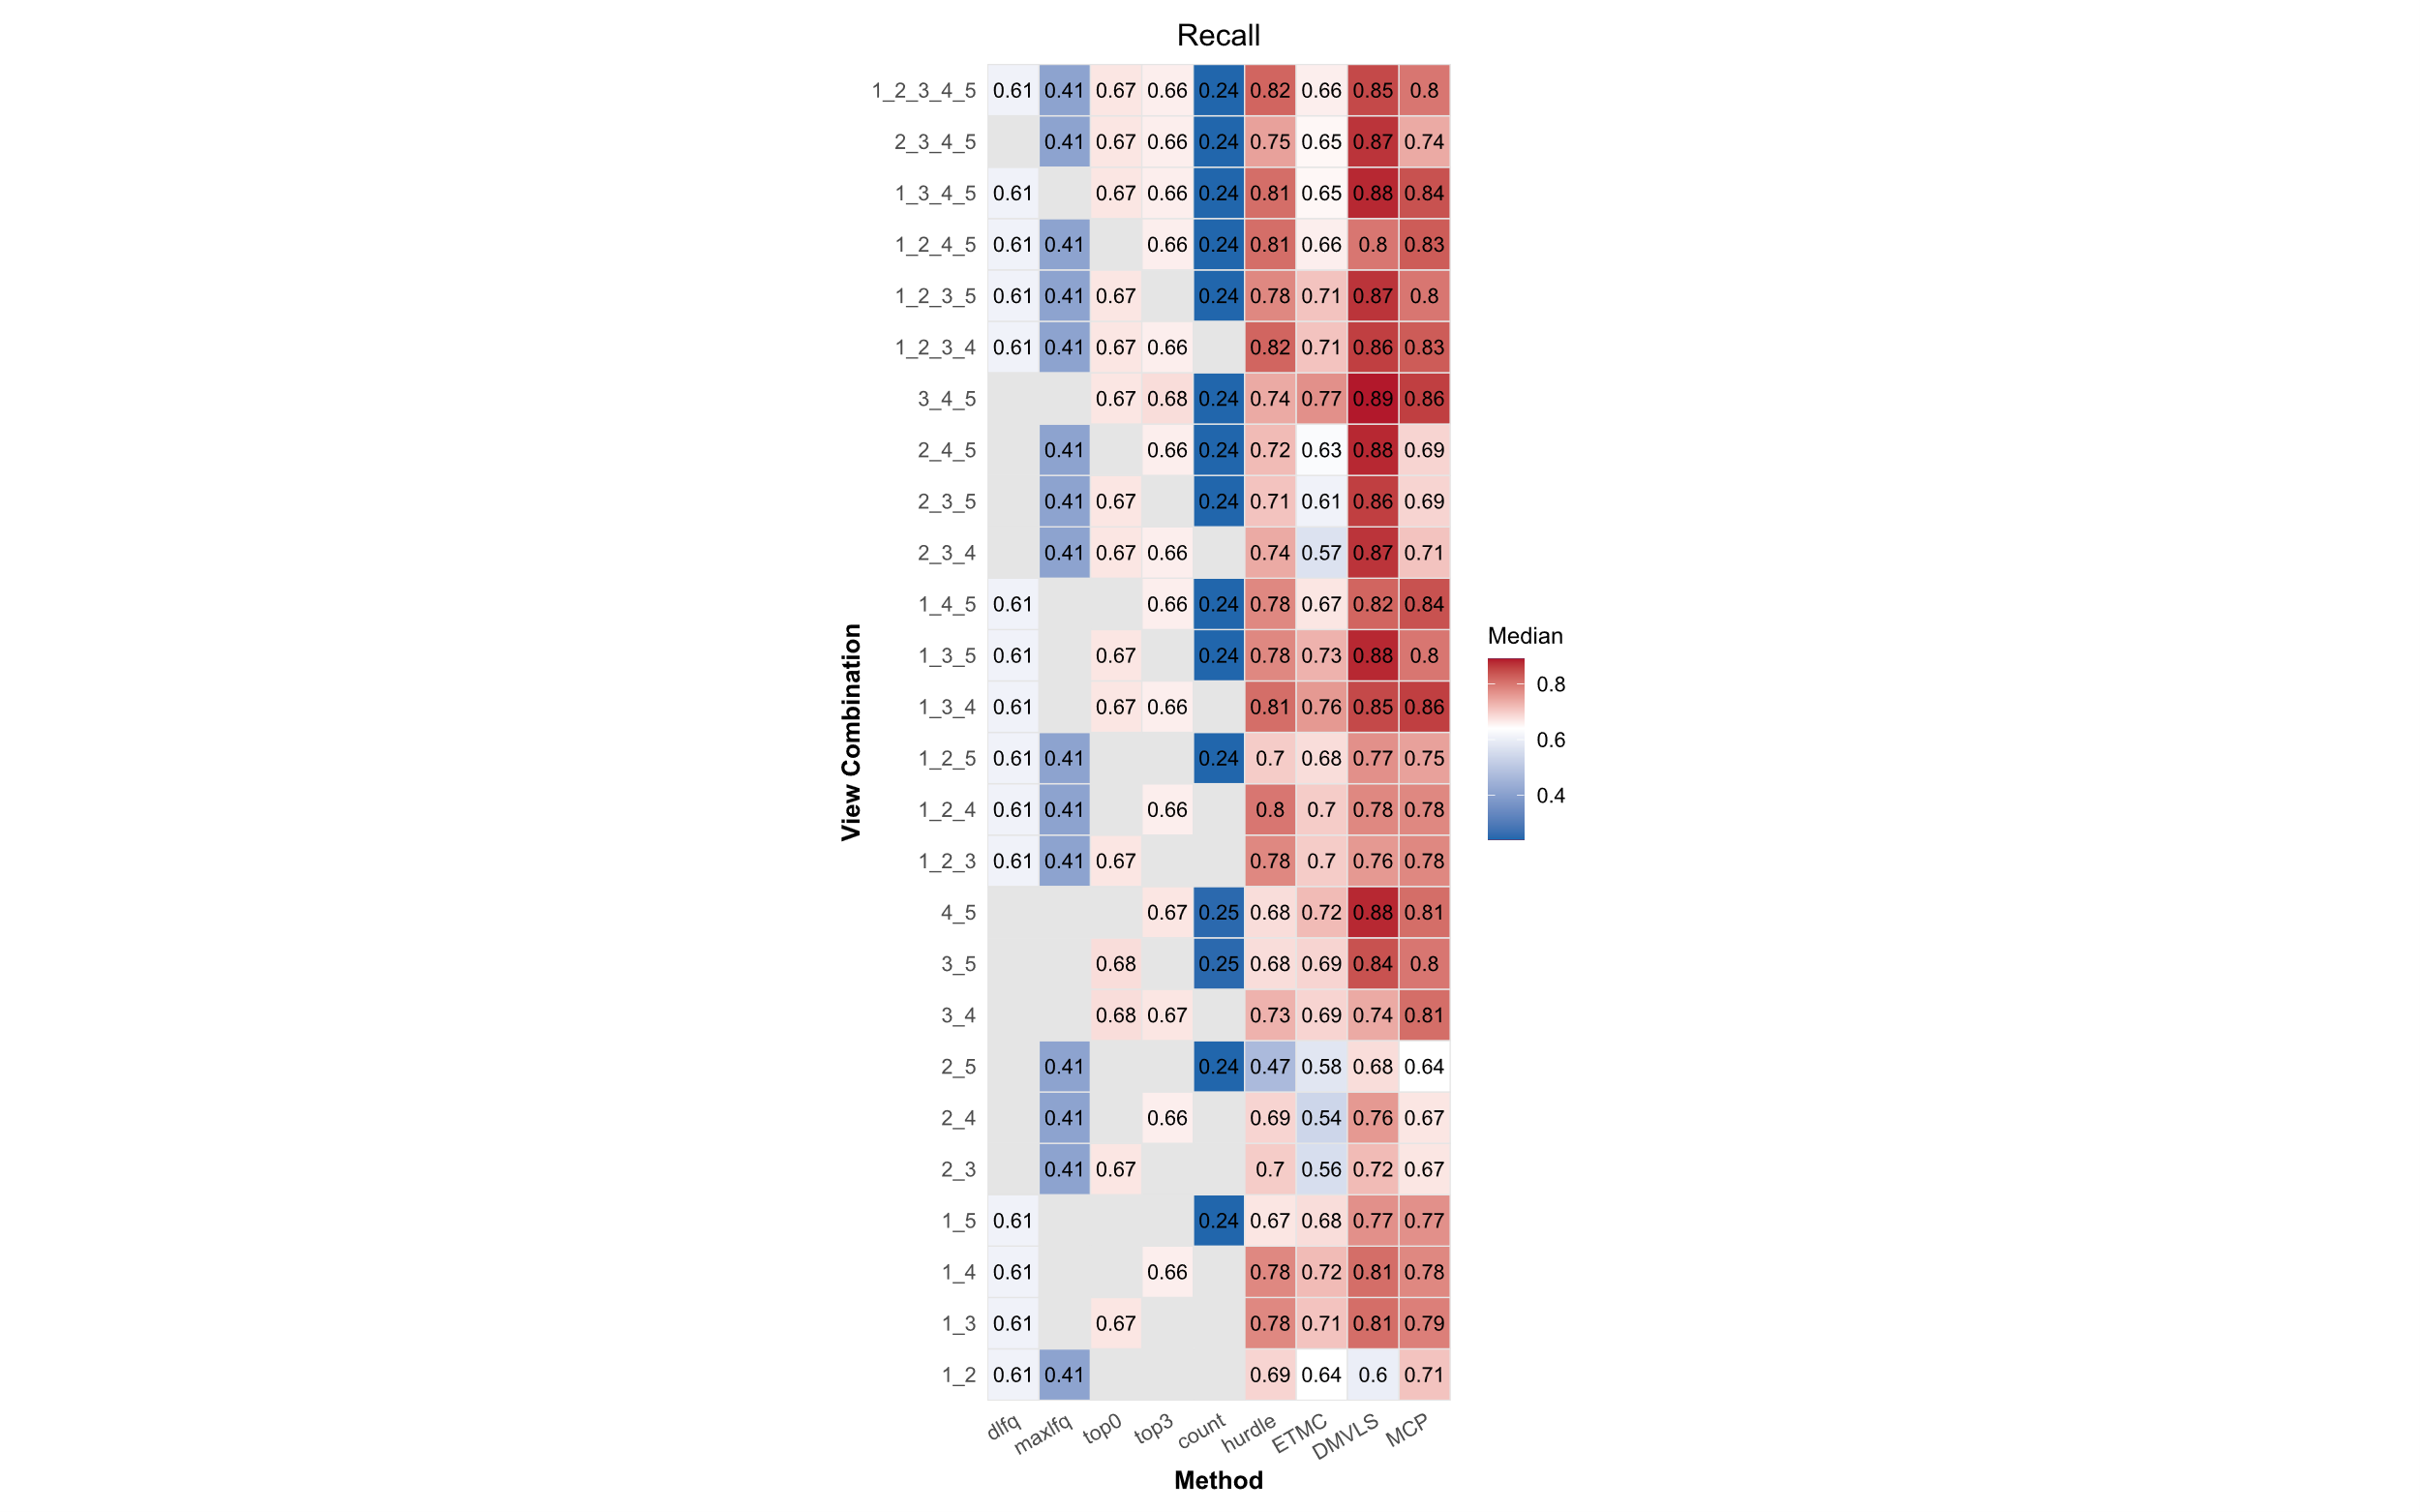 Recall
1_2_3_4_5 0.61 0.41 0.67 0.66 0.24 0.82 0.66 0.85 0.8
2_3_4_5 0.41 0.67 0.66 0.24 0.75 0.65 0.87 0.74
1_3_4_5 0.61 0.67 0.66 0.24 0.81 0.65 0.88 0.84
1_2_4_5 0.61 0.41 0.66 0.24 0.81 0.66 0.8 0.83
1_2_3_5 0.61 0.41 0.67 0.24 0.78 0.71 0.87 0.8
1_2_3_4 0.61 0.41 0.67 0.66 0.82 0.71 0.86 0.83
3_4_5 0.67 0.68 0.24 0.74 0.77 0.89 0.86
2_4_5 0.41 0.66 0.24 0.72 0.63 0.88 0.69
2_3_5 0.41 0.67 0.24 0.71 0.61 0.86 0.69
2_3_4 0.41 0.67 0.66 0.74 0.57 0.87 0.71
1_4_5 0.61 0.66 0.24 0.78 0.67 0.82 0.84
1_3_5 0.61 0.67 0.24 0.78 0.73 0.88 0.8
1_3_4 0.61 0.67 0.66 0.81 0.76 0.85 0.86
1_2_5 0.61 0.41 0.24 0.7 0.68 0.77 0.75
1_2_4 0.61 0.41 0.66 0.8 0.7 0.78 0.78
1_2_3 0.61 0.41 0.67 0.78 0.7 0.76 0.78
4_5 0.67 0.25 0.68 0.72 0.88 0.81
3_5 0.68 0.25 0.68 0.69 0.84 0.8
3_4 0.68 0.67 0.73 0.69 0.74 0.81
2_5 0.41 0.24 0.47 0.58 0.68 0.64
2_4 0.41 0.66 0.69 0.54 0.76 0.67
2_3 0.41 0.67 0.7 0.56 0.72 0.67
1_5 0.61 0.24 0.67 0.68 0.77 0.77
1_4 0.61 0.66 0.78 0.72 0.81 0.78
1_3 0.61 0.67 0.78 0.71 0.81 0.79
1_2 0.61 0.41 0.69 0.64 0.6 0.71
dlfq maxlfq top0 top3 count hurdle ETMC DMVLS MCP
Method
View Combination
Median
0.8
0.6
0.4